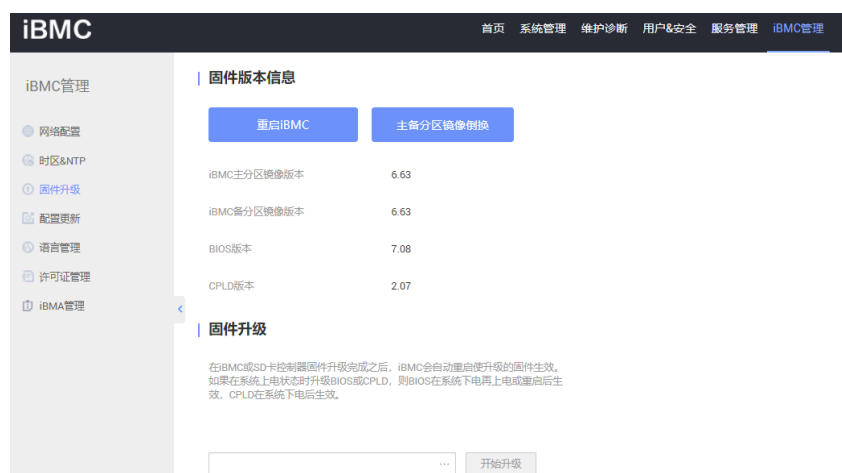 iBMC
首页 系统管理 维护诊断 用户&安全 服务管理 iBMC管理
iBMC管理
网络配置
时区&NTP
固件升级
配置更新
语言管理
许可证管理
iBMA管理
固件版本信息
重启iBMC 主备分区镜像倒换
iBMC主分区镜像版本 6.63
iBMC备分区镜像版本 6.63
BIOS版本 7.08
CPLD版本 2.07
固件升级
在iBMC或SD卡控制器固件升级完成之后，iBMC会自动重启使升级的固件生效。
如果在系统上电状态时升级BIOS或CPLD，则BIOS在系统下电再上电或重启后生
效，CPLD在系统下电后生效。
... 开始升级